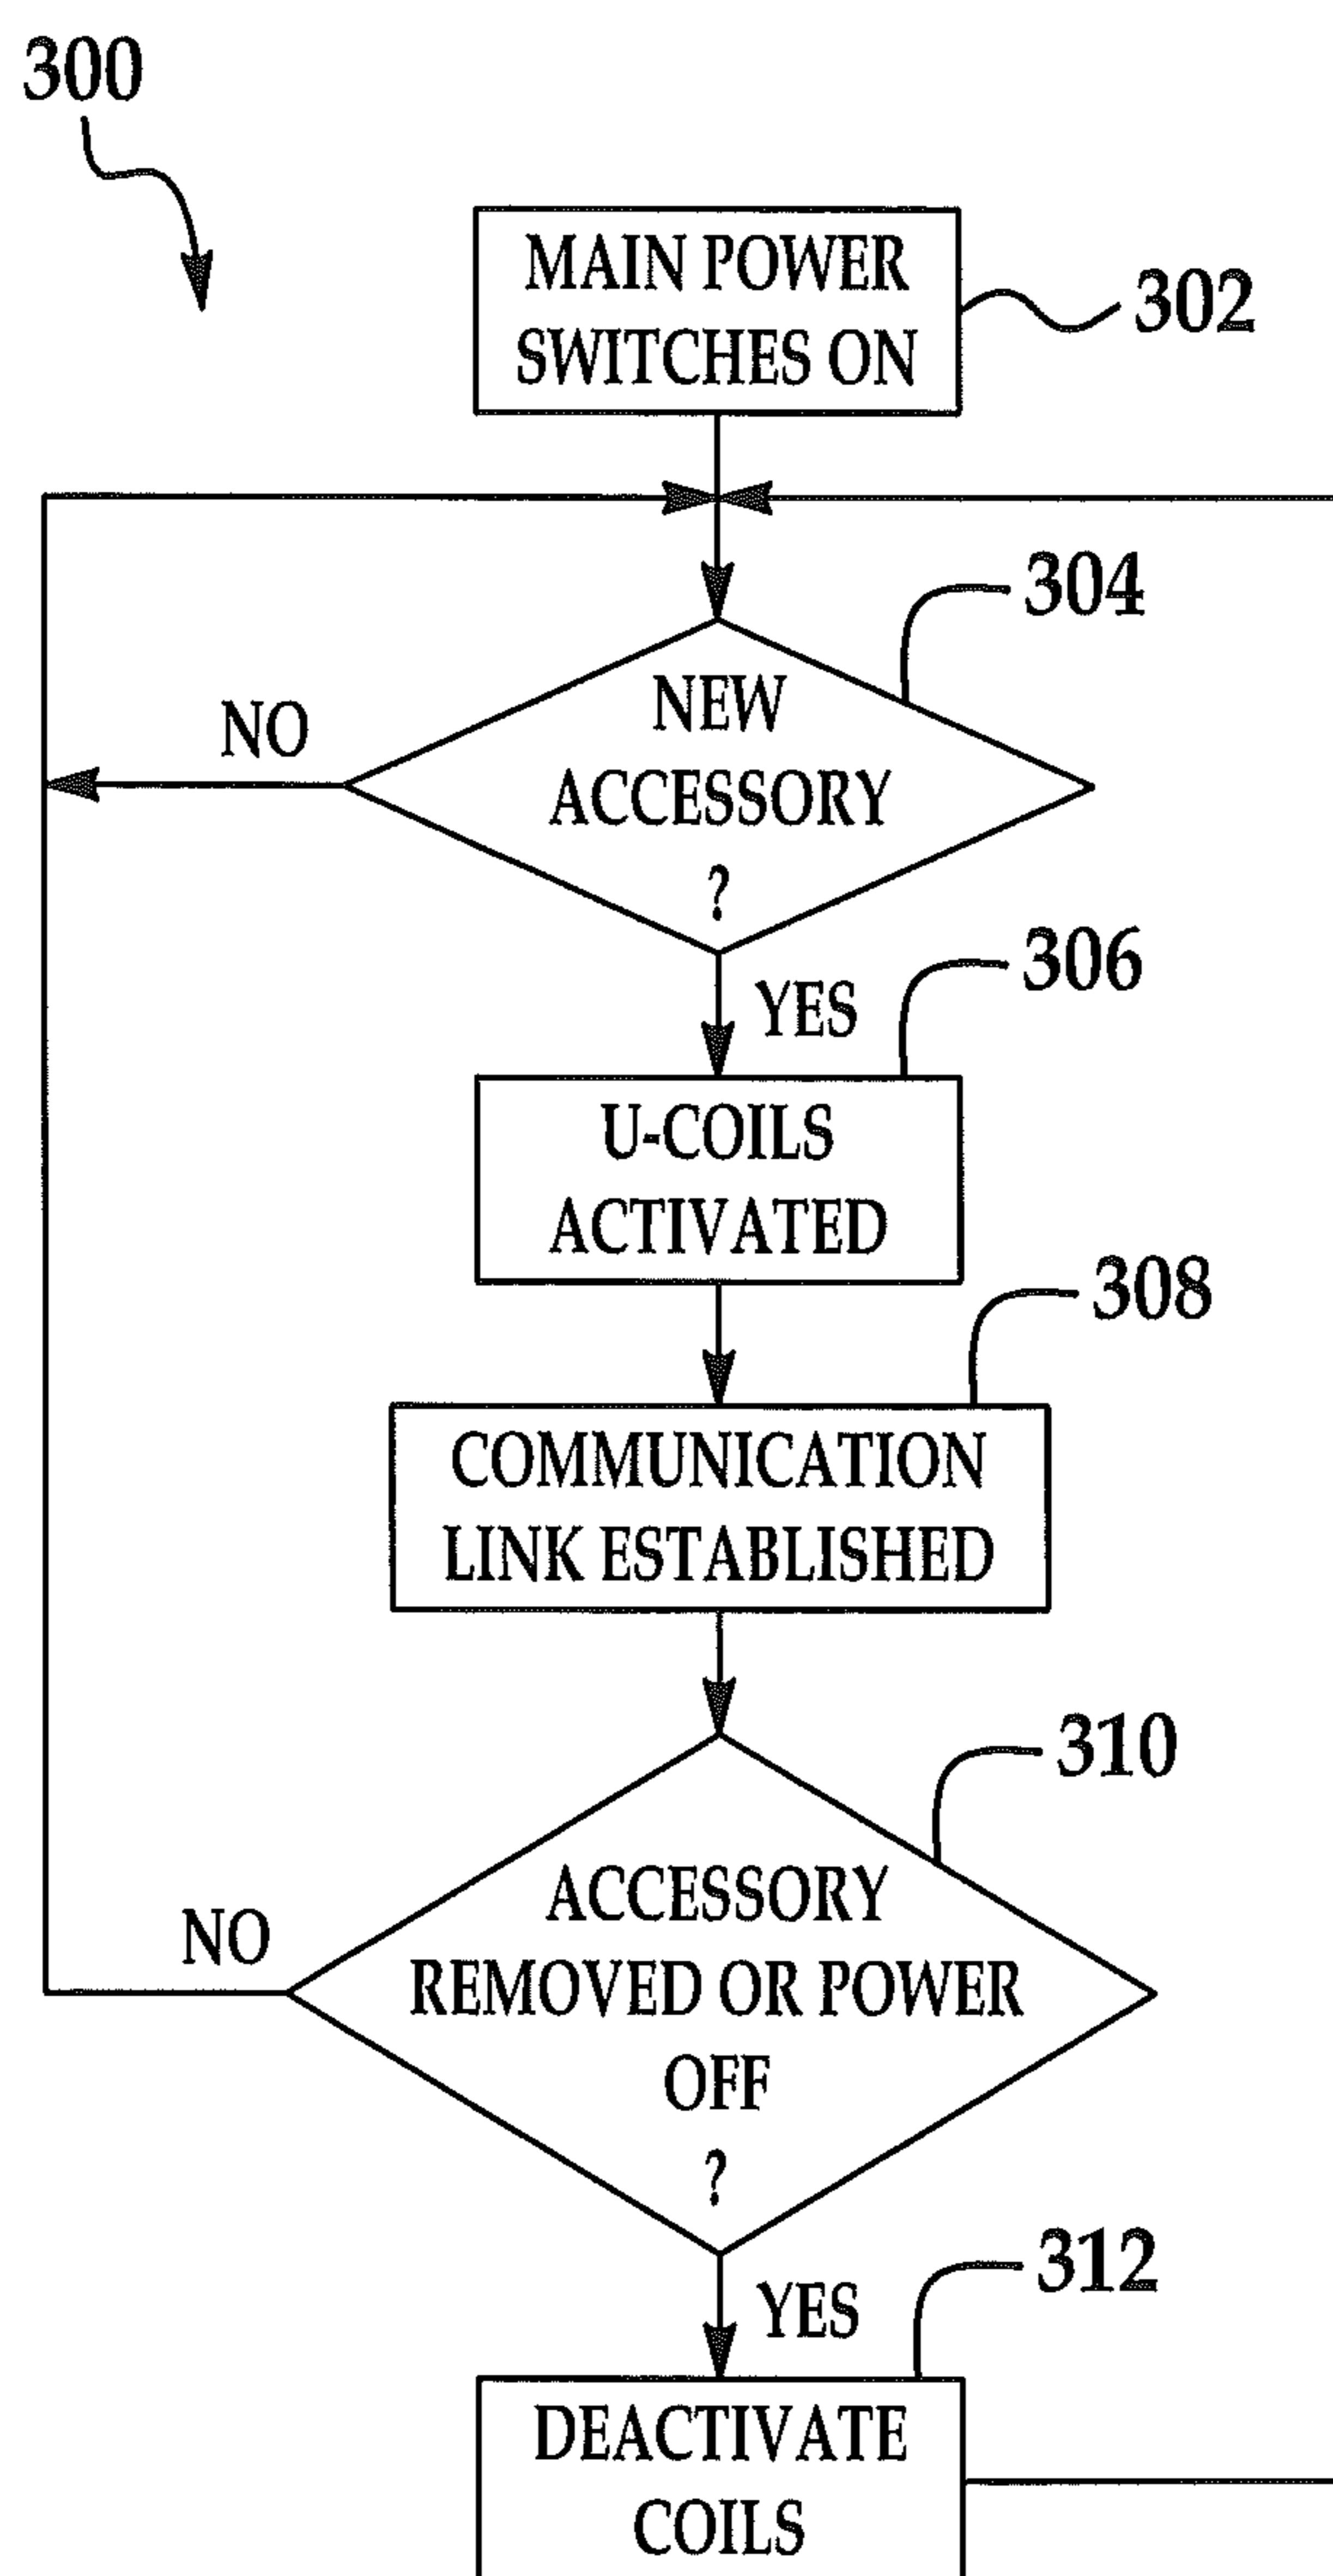 300
MAIN POWER
SWITCHES ON
302
304
NEW
ACCESSORY
?
NO
YES
306
U-COILS
ACTIVATED
308
COMMUNICATION
LINK ESTABLISHED
310
ACCESSORY
REMOVED OR POWER
OFF
?
NO
YES
312
DEACTIVATE
COILS